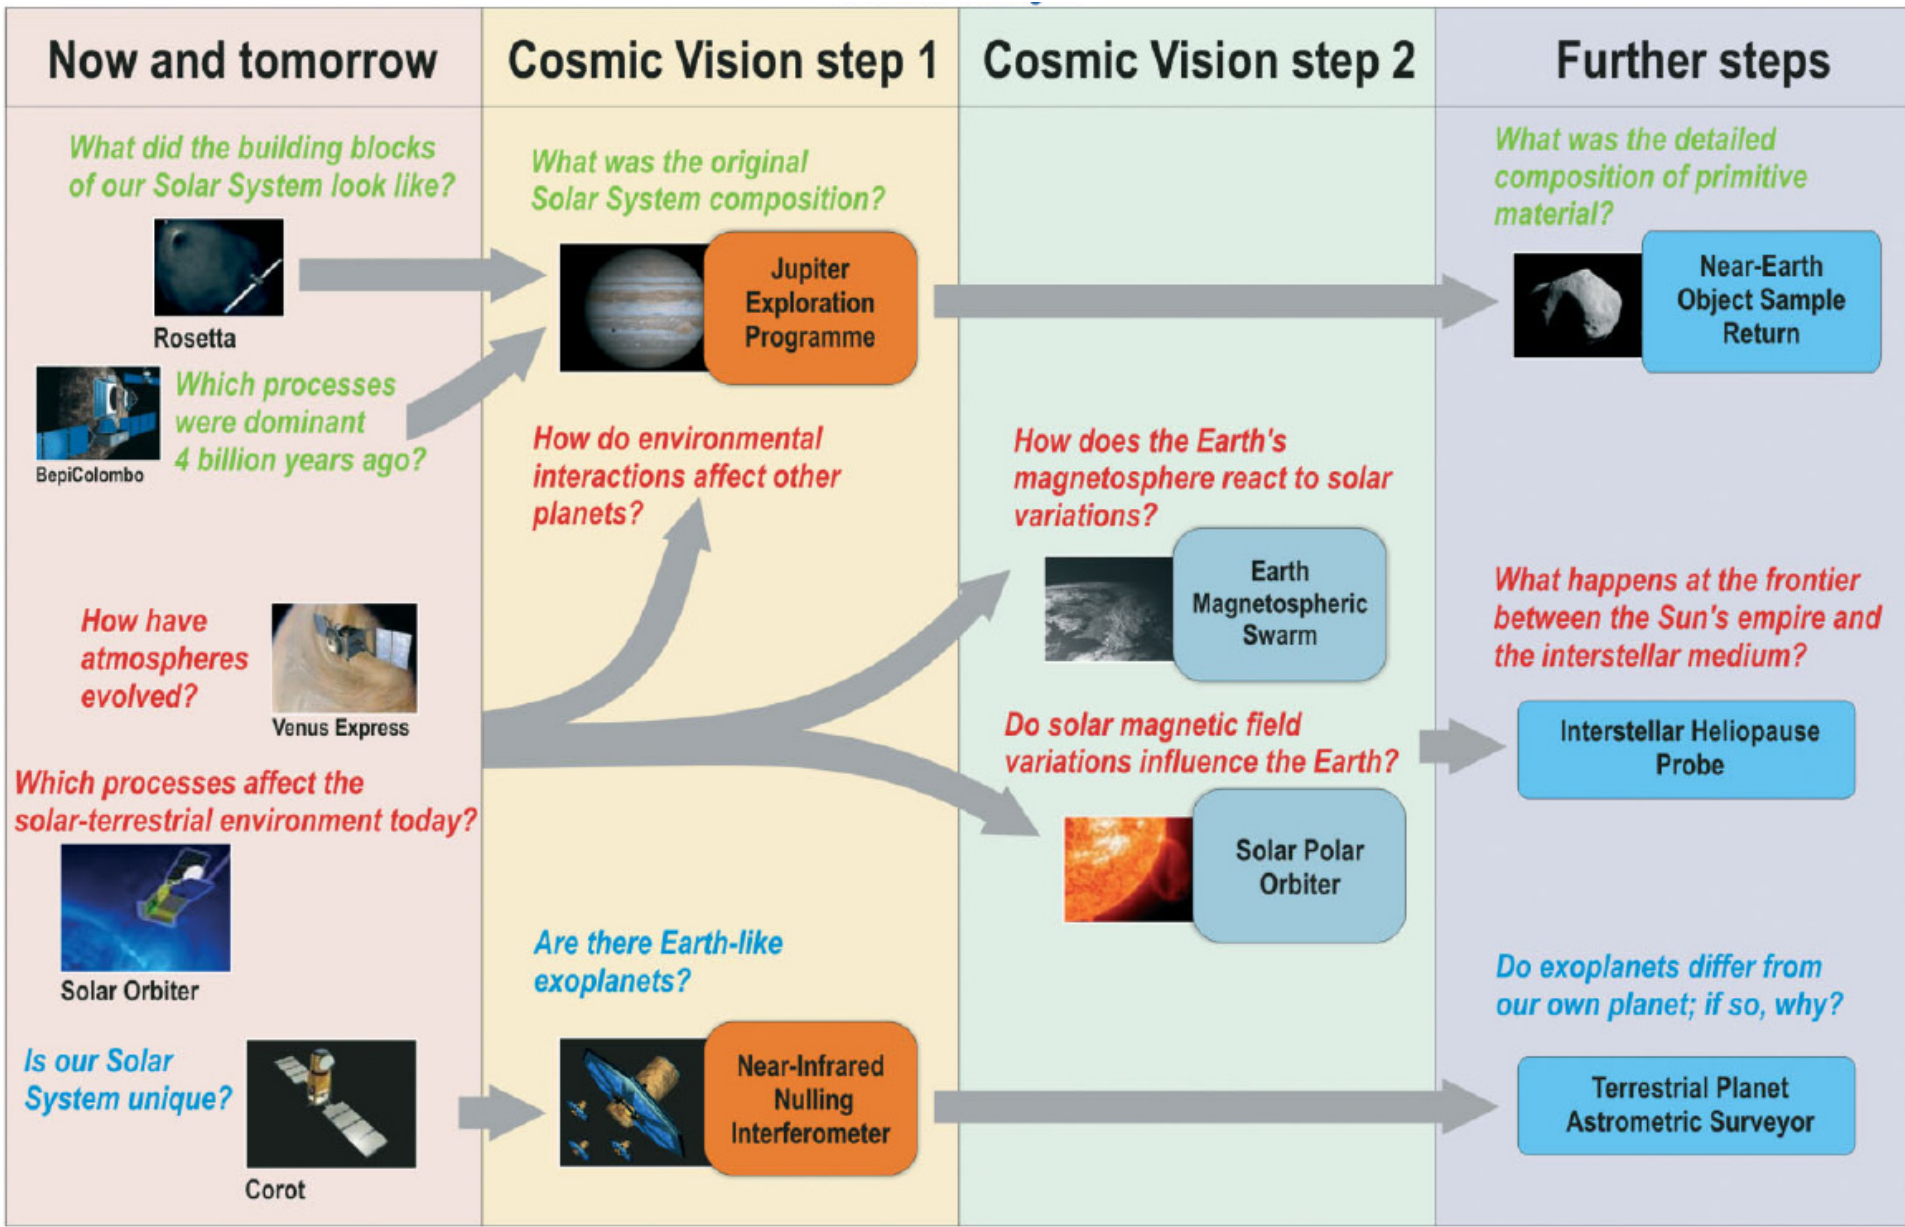 Now and tomorrow
What did the building blocks
of our Solar System look like?
Rosetta
BepiColombo
Which processes
were dominant
4 billion years ago?
How have
atmospheres
evolved?
Venus Express
Which processes affect the
solar-terrestrial environment today?
Solar Orbiter
Is our Solar
System unique?
Corot
Cosmic Vision step 1
What was the original
Solar System composition?
Jupiter
Exploration
Programme
How do environmental
interactions affect other
planets?
Are there Earth-like
exoplanets?
Near-Infrared
Nulling
Interferometer
Cosmic Vision step 2
How does the Earth's
magnetosphere react to solar
variations?
Earth
Magnetospheric
Swarm
Do solar magnetic field
variations influence the Earth?
Solar Polar
Orbiter
Further steps
What was the detailed
composition of primitive
material?
Near-Earth
Object Sample
Return
What happens at the frontier
between the Sun's empire and
the interstellar medium?
Interstellar Heliopause
Probe
Do exoplanets differ from
our own planet; if so, why?
Terrestrial Planet
Astrometric Surveyor